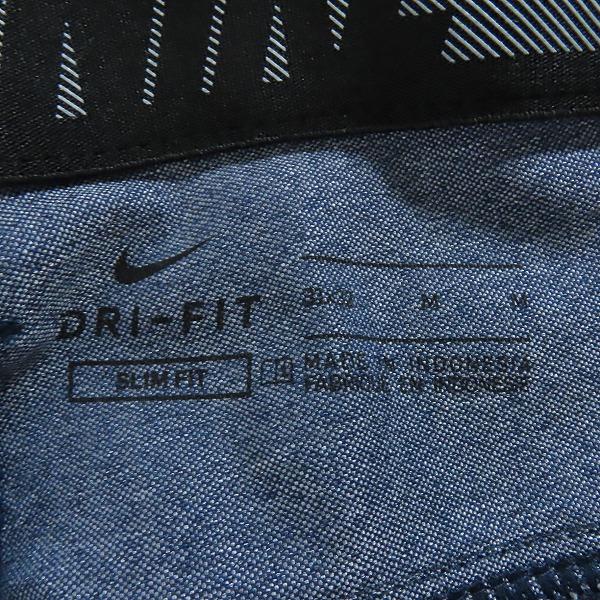 DRI-FIT
SLIM FIT
M M
MADE IN INDONESIA
FABRIQUÉ EN INDONÉSIE